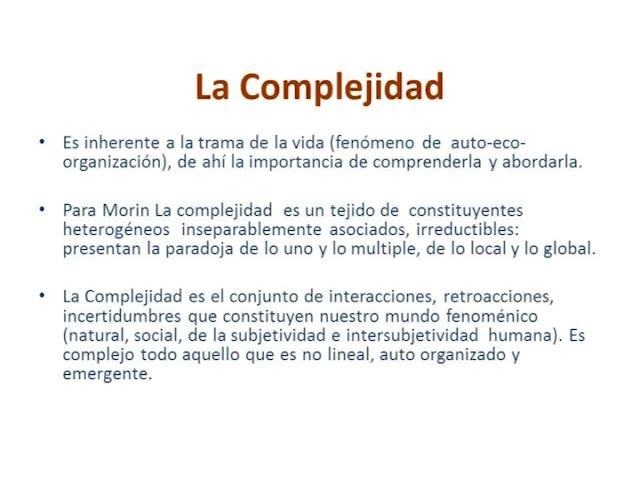 La Complejidad
• Es inherente a la trama de la vida (fenómeno de auto-eco-
organización), de ahí la importancia de comprenderla y abordarla.
• Para Morin La complejidad es un tejido de constituyentes
heterogéneos inseparablemente asociados, irreductibles:
presentan la paradoja de lo uno y lo multiple, de lo local y lo global.
• La Complejidad es el conjunto de interacciones, retroacciones,
incertidumbres que constituyen nuestro mundo fenoménico
(natural, social, de la subjetividad e intersubjetividad humana). Es
complejo todo aquello que es no lineal, auto organizado y
emergente.